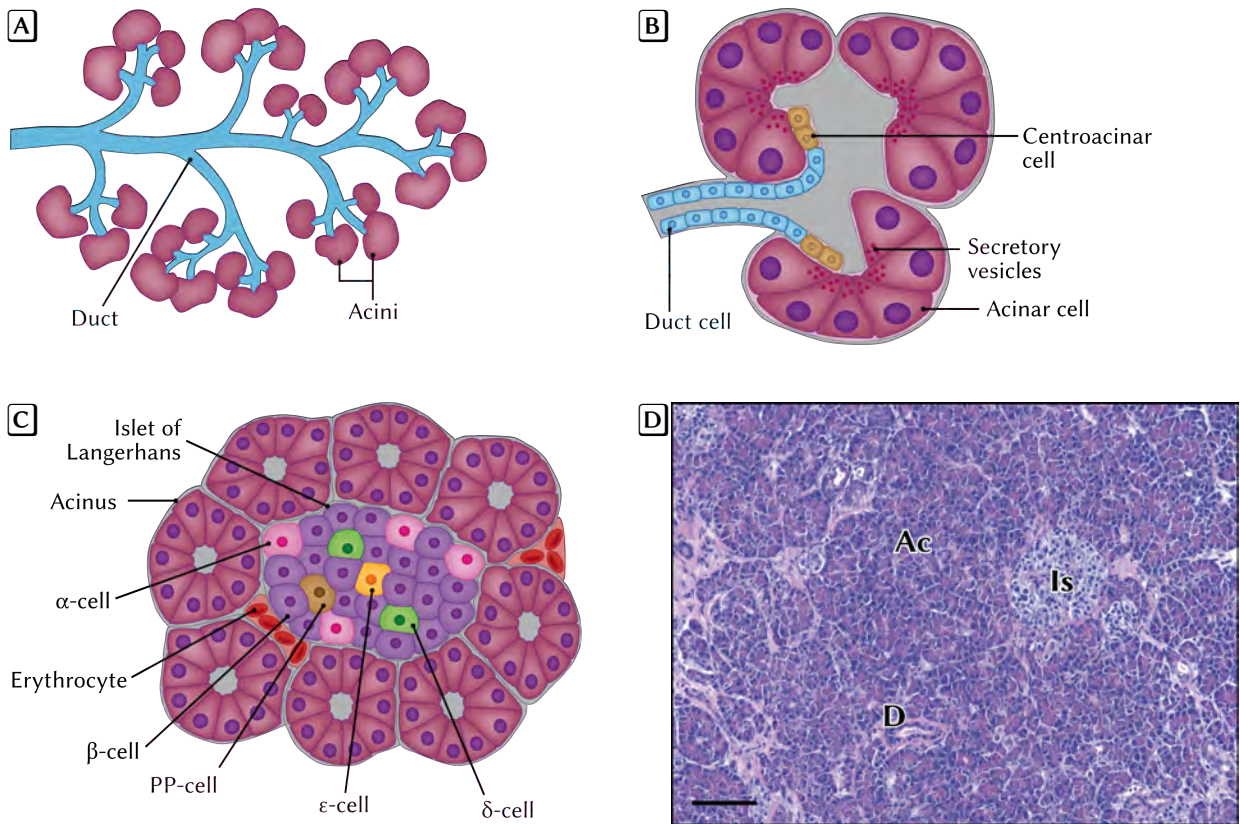 A
Duct
Acini
B
Centroacinar
cell
Secretory
vesicles
Acinar cell
Duct cell
C
Islet of
Langerhans
Acinus
α-cell
Erythrocyte
β-cell
PP-cell
ε-cell
δ-cell
D
Ac
Is
D